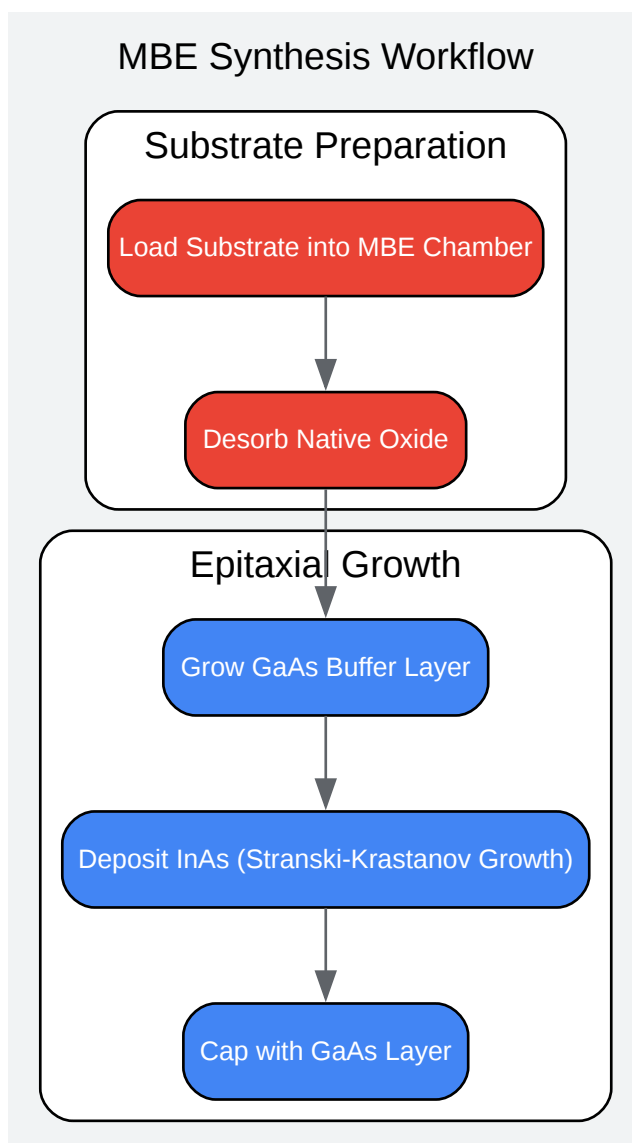 MBE Synthesis Workflow
Substrate Preparation
Load Substrate into MBE Chamber
Desorb Native Oxide
Epitaxial Growth
Grow GaAs Buffer Layer
Deposit InAs (Stranski-Krastanov Growth)
Cap with GaAs Layer